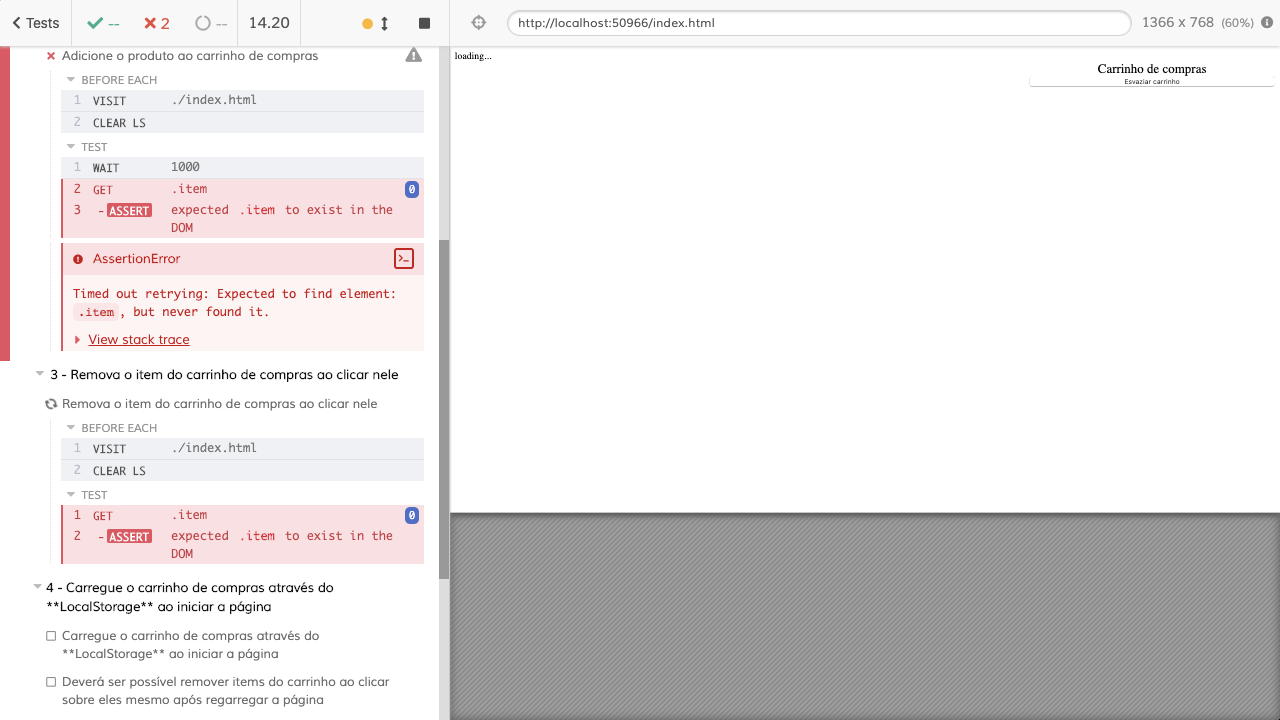 Tests
--
2
--
14.20
http://localhost:50966/index.html
1366 x 768 (60%)
Adicione o produto ao carrinho de compras
BEFORE EACH
1 VISIT ./index.html
2 CLEAR LS
TEST
1 WAIT 1000
2 GET .item 0
3 -ASSERT expected .item to exist in the
DOM
AssertionError
Timed out retrying: Expected to find element:
.item, but never found it.
View stack trace
3 - Remova o item do carrinho de compras ao clicar nele
Remova o item do carrinho de compras ao clicar nele
BEFORE EACH
1 VISIT ./index.html
2 CLEAR LS
TEST
1 GET .item 0
2 -ASSERT expected .item to exist in the
DOM
4 - Carregue o carrinho de compras através do
**LocalStorage** ao iniciar a página
Carregue o carrinho de compras através do
**LocalStorage** ao iniciar a página
Deverá ser possível remover items do carrinho ao clicar
sobre eles mesmo após regarregar a página
loading...
Carrinho de compras
Esvaziar carrinho